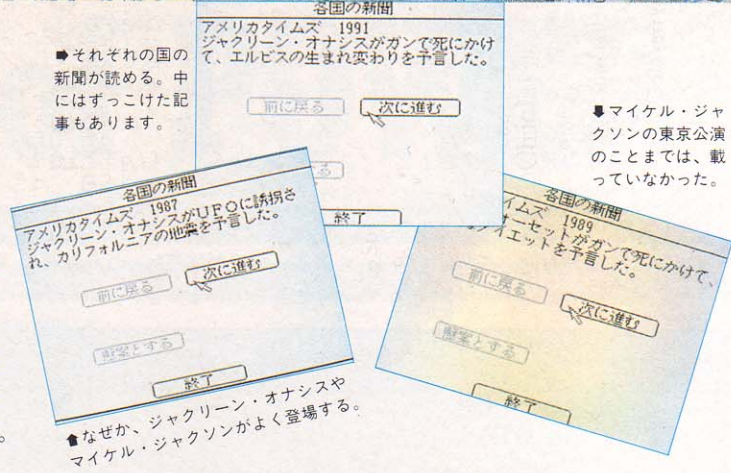 ➡それぞれの国の
新聞が読める。中
にはずっこけた記
事もあります。
各国の新聞
アメリカタイムズ 1991
ジャクリーン・オナシスがガンで死にかけ
て、エルビスの生まれ変わりを予言した。
前に戻る 次に進む
終了
⬇マイケル・ジャ
クソンの東京公演
のことまでは、載
っていなかった。
各国の新聞
アメリカタイムズ 1987
ジャクリーン・オナシスがUFOに誘拐さ
れ、カリフォルニアの地震を予言した。
前に戻る 次に進む
懸案とする
終了
⬆なぜか、ジャクリーン・オナシスや
マイケル・ジャクソンがよく登場する。
各国の新聞
イムズ 1989
オーセットがガンで死にかけて、
ダイエットを予言した。
前に戻る 次に進む
懸案とする
終了
。